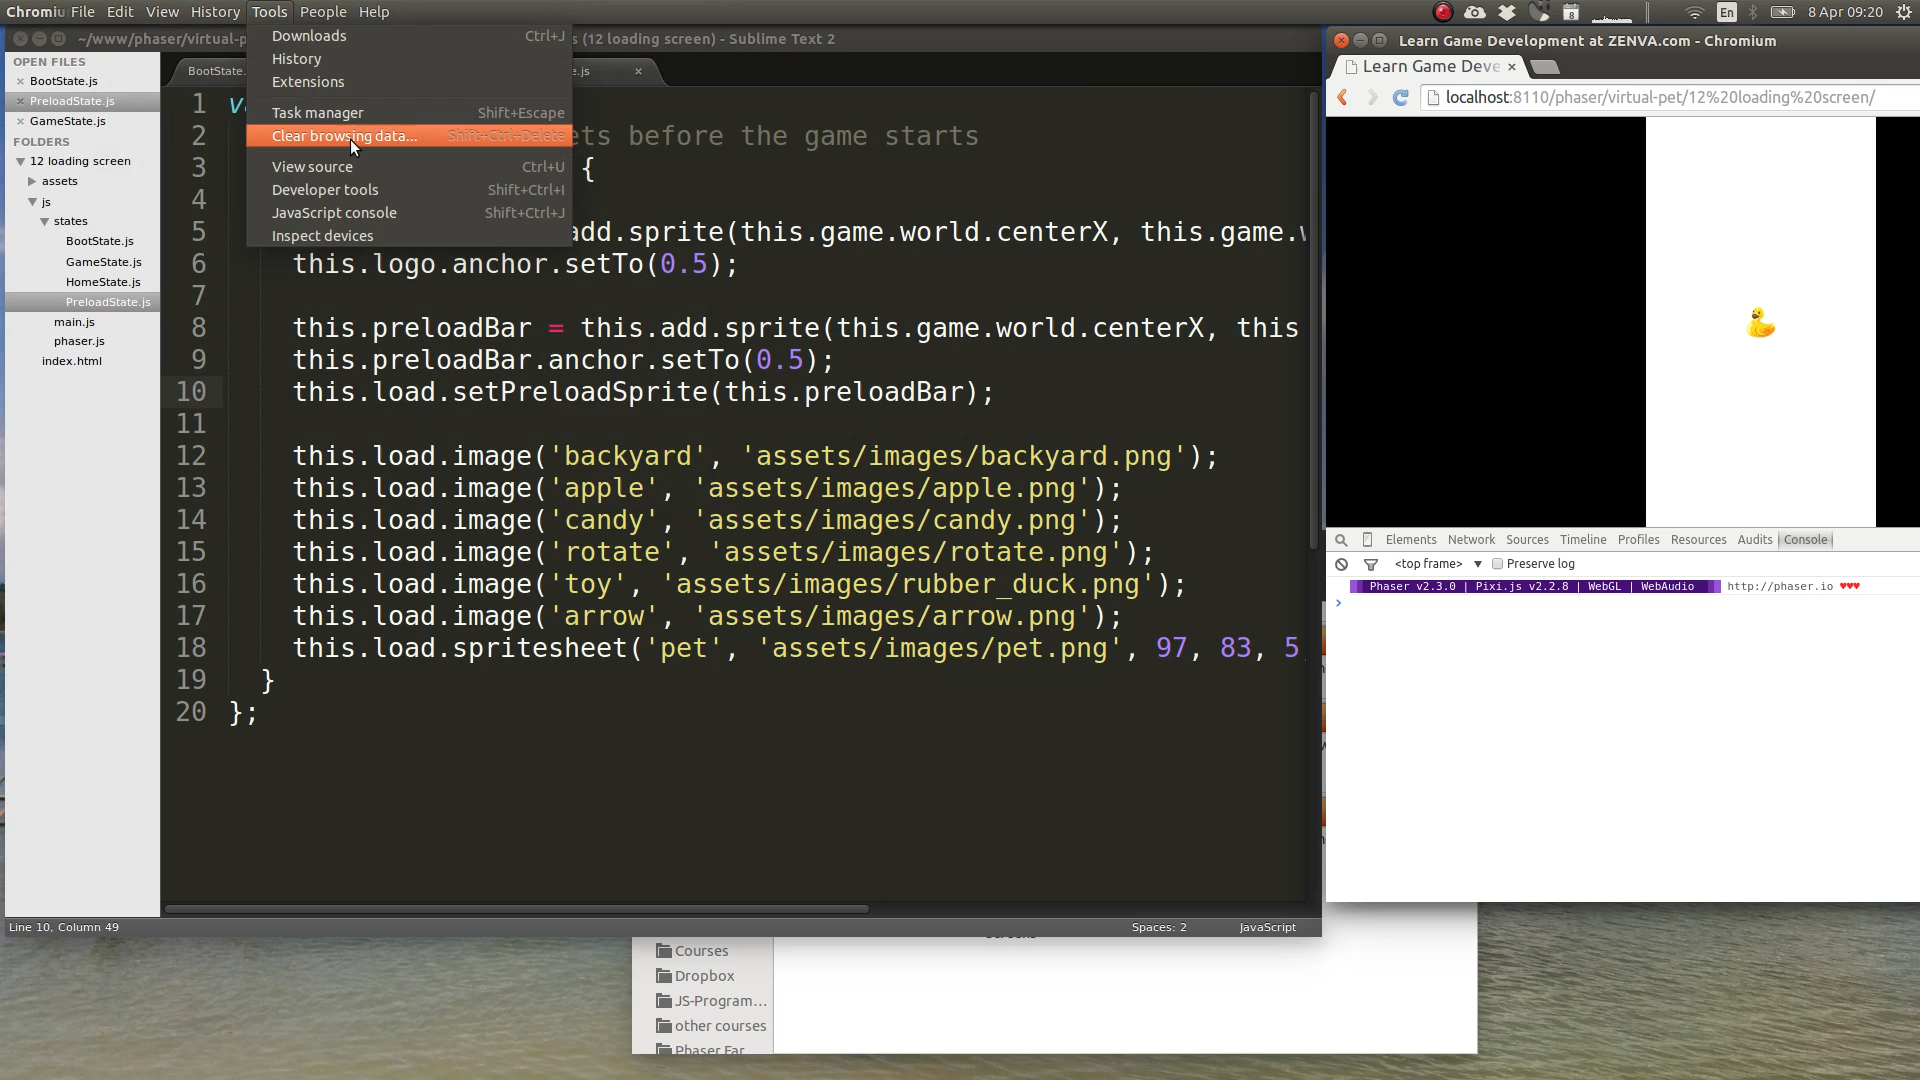 Chromiu File Edit View History Tools People Help
En 8 Apr 09:20
~/www/phaser/virtual-p s (12 loading screen) - Sublime Text 2
Downloads Ctrl+J
History
Extensions
Task manager Shift+Escape
Clear browsing data... Shift+Ctrl+Delete
View source Ctrl+U
Developer tools Shift+Ctrl+I
JavaScript console Shift+Ctrl+J
Inspect devices
OPEN FILES
BootState.js
PreloadState.js
GameState.js
FOLDERS
12 loading screen
assets
js
states
BootState.js
GameState.js
HomeState.js
PreloadState.js
main.js
phaser.js
index.html
BootState. e.js
1 v
2 ets before the game starts
3 {
4
5 add.sprite(this.game.world.centerX, this.game.w
6 this.logo.anchor.setTo(0.5);
7
8 this.preloadBar = this.add.sprite(this.game.world.centerX, this
9 this.preloadBar.anchor.setTo(0.5);
10 this.load.setPreloadSprite(this.preloadBar);
11
12 this.load.image('backyard', 'assets/images/backyard.png');
13 this.load.image('apple', 'assets/images/apple.png');
14 this.load.image('candy', 'assets/images/candy.png');
15 this.load.image('rotate', 'assets/images/rotate.png');
16 this.load.image('toy', 'assets/images/rubber_duck.png');
17 this.load.image('arrow', 'assets/images/arrow.png');
18 this.load.spritesheet('pet', 'assets/images/pet.png', 97, 83, 5
19 }
20 };
Line 10, Column 49 Spaces: 2 JavaScript
Learn Game Development at ZENVA.com - Chromium
Learn Game Deve
localhost:8110/phaser/virtual-pet/12%20loading%20screen/
Elements Network Sources Timeline Profiles Resources Audits Console
<top frame> Preserve log
Phaser v2.3.0 | Pixi.js v2.2.8 | WebGL | WebAudio http://phaser.io ♥♥♥
Courses
Dropbox
JS-Program...
other courses
Phaser Far